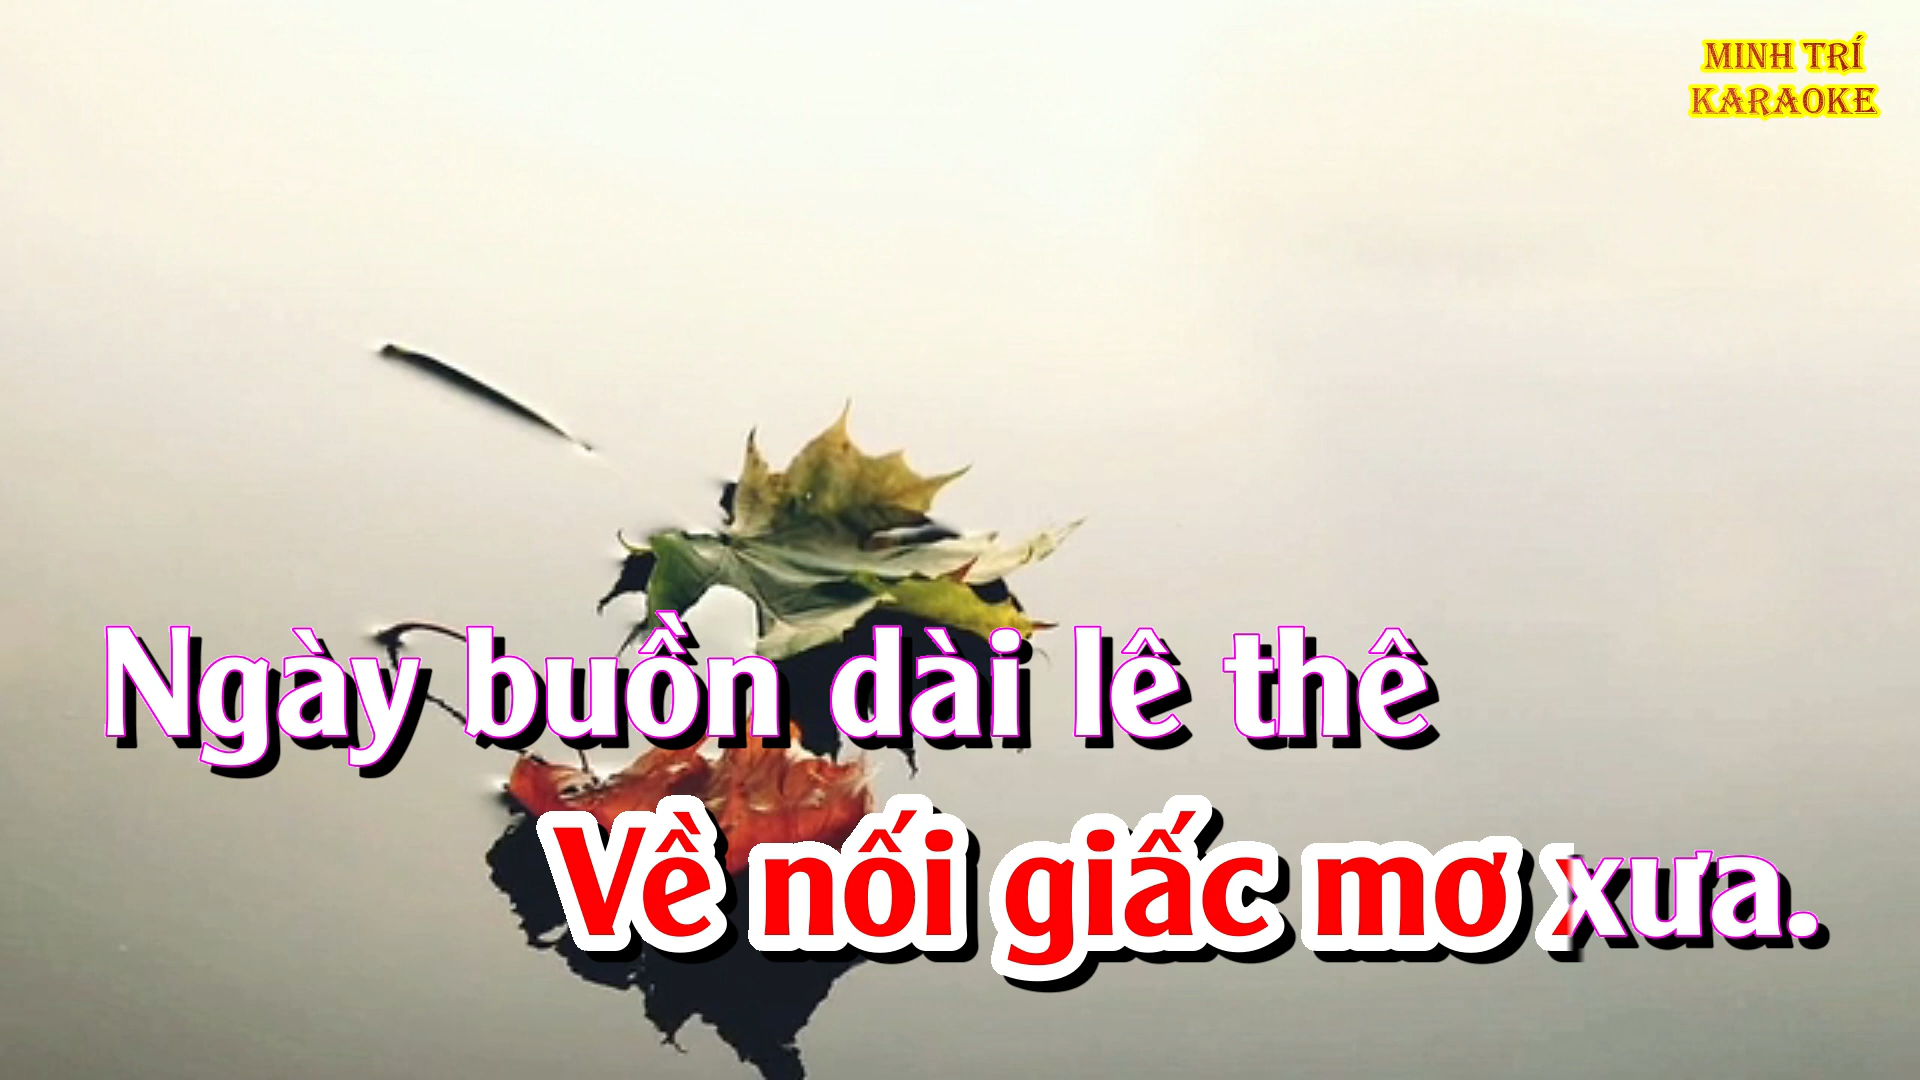 MINH TRÍ
KARAOKE
Ngày buồn dài lê thê
Về nối giấc mơ xưa.